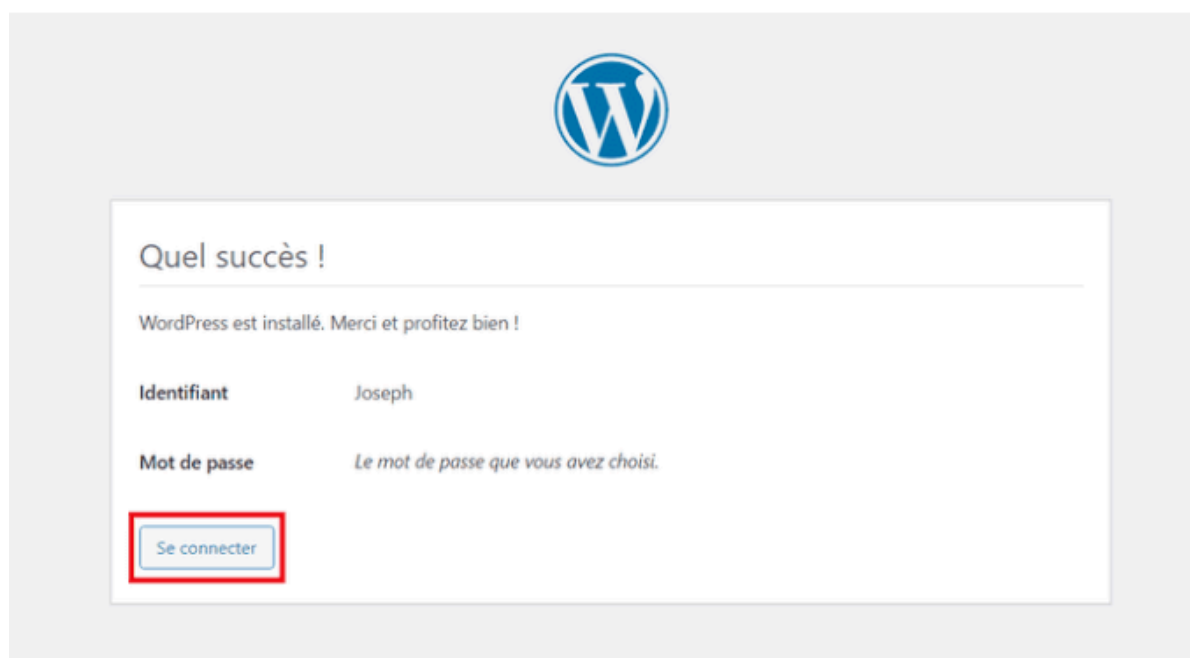 Quel succès !
WordPress est installé. Merci et profitez bien !
Identifiant Joseph
Mot de passe Le mot de passe que vous avez choisi.
Se connecter